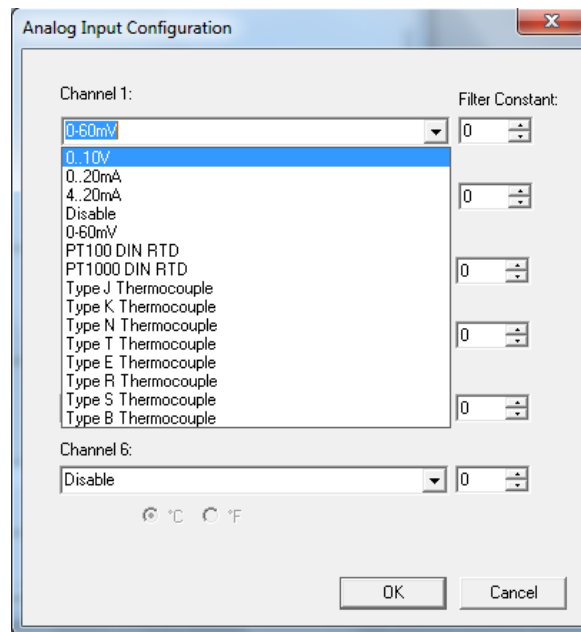 Analog Input Configuration
Channel 1:
Filter Constant:
0-60mV
0
0..10V
0..20mA
4..20mA
0
Disable
0-60mV
PT100 DIN RTD
PT1000 DIN RTD
0
Type J Thermocouple
Type K Thermocouple
Type N Thermocouple
Type T Thermocouple
0
Type E Thermocouple
Type R Thermocouple
Type S Thermocouple
0
Type B Thermocouple
Channel 6:
Disable
0
°C °F
OK
Cancel